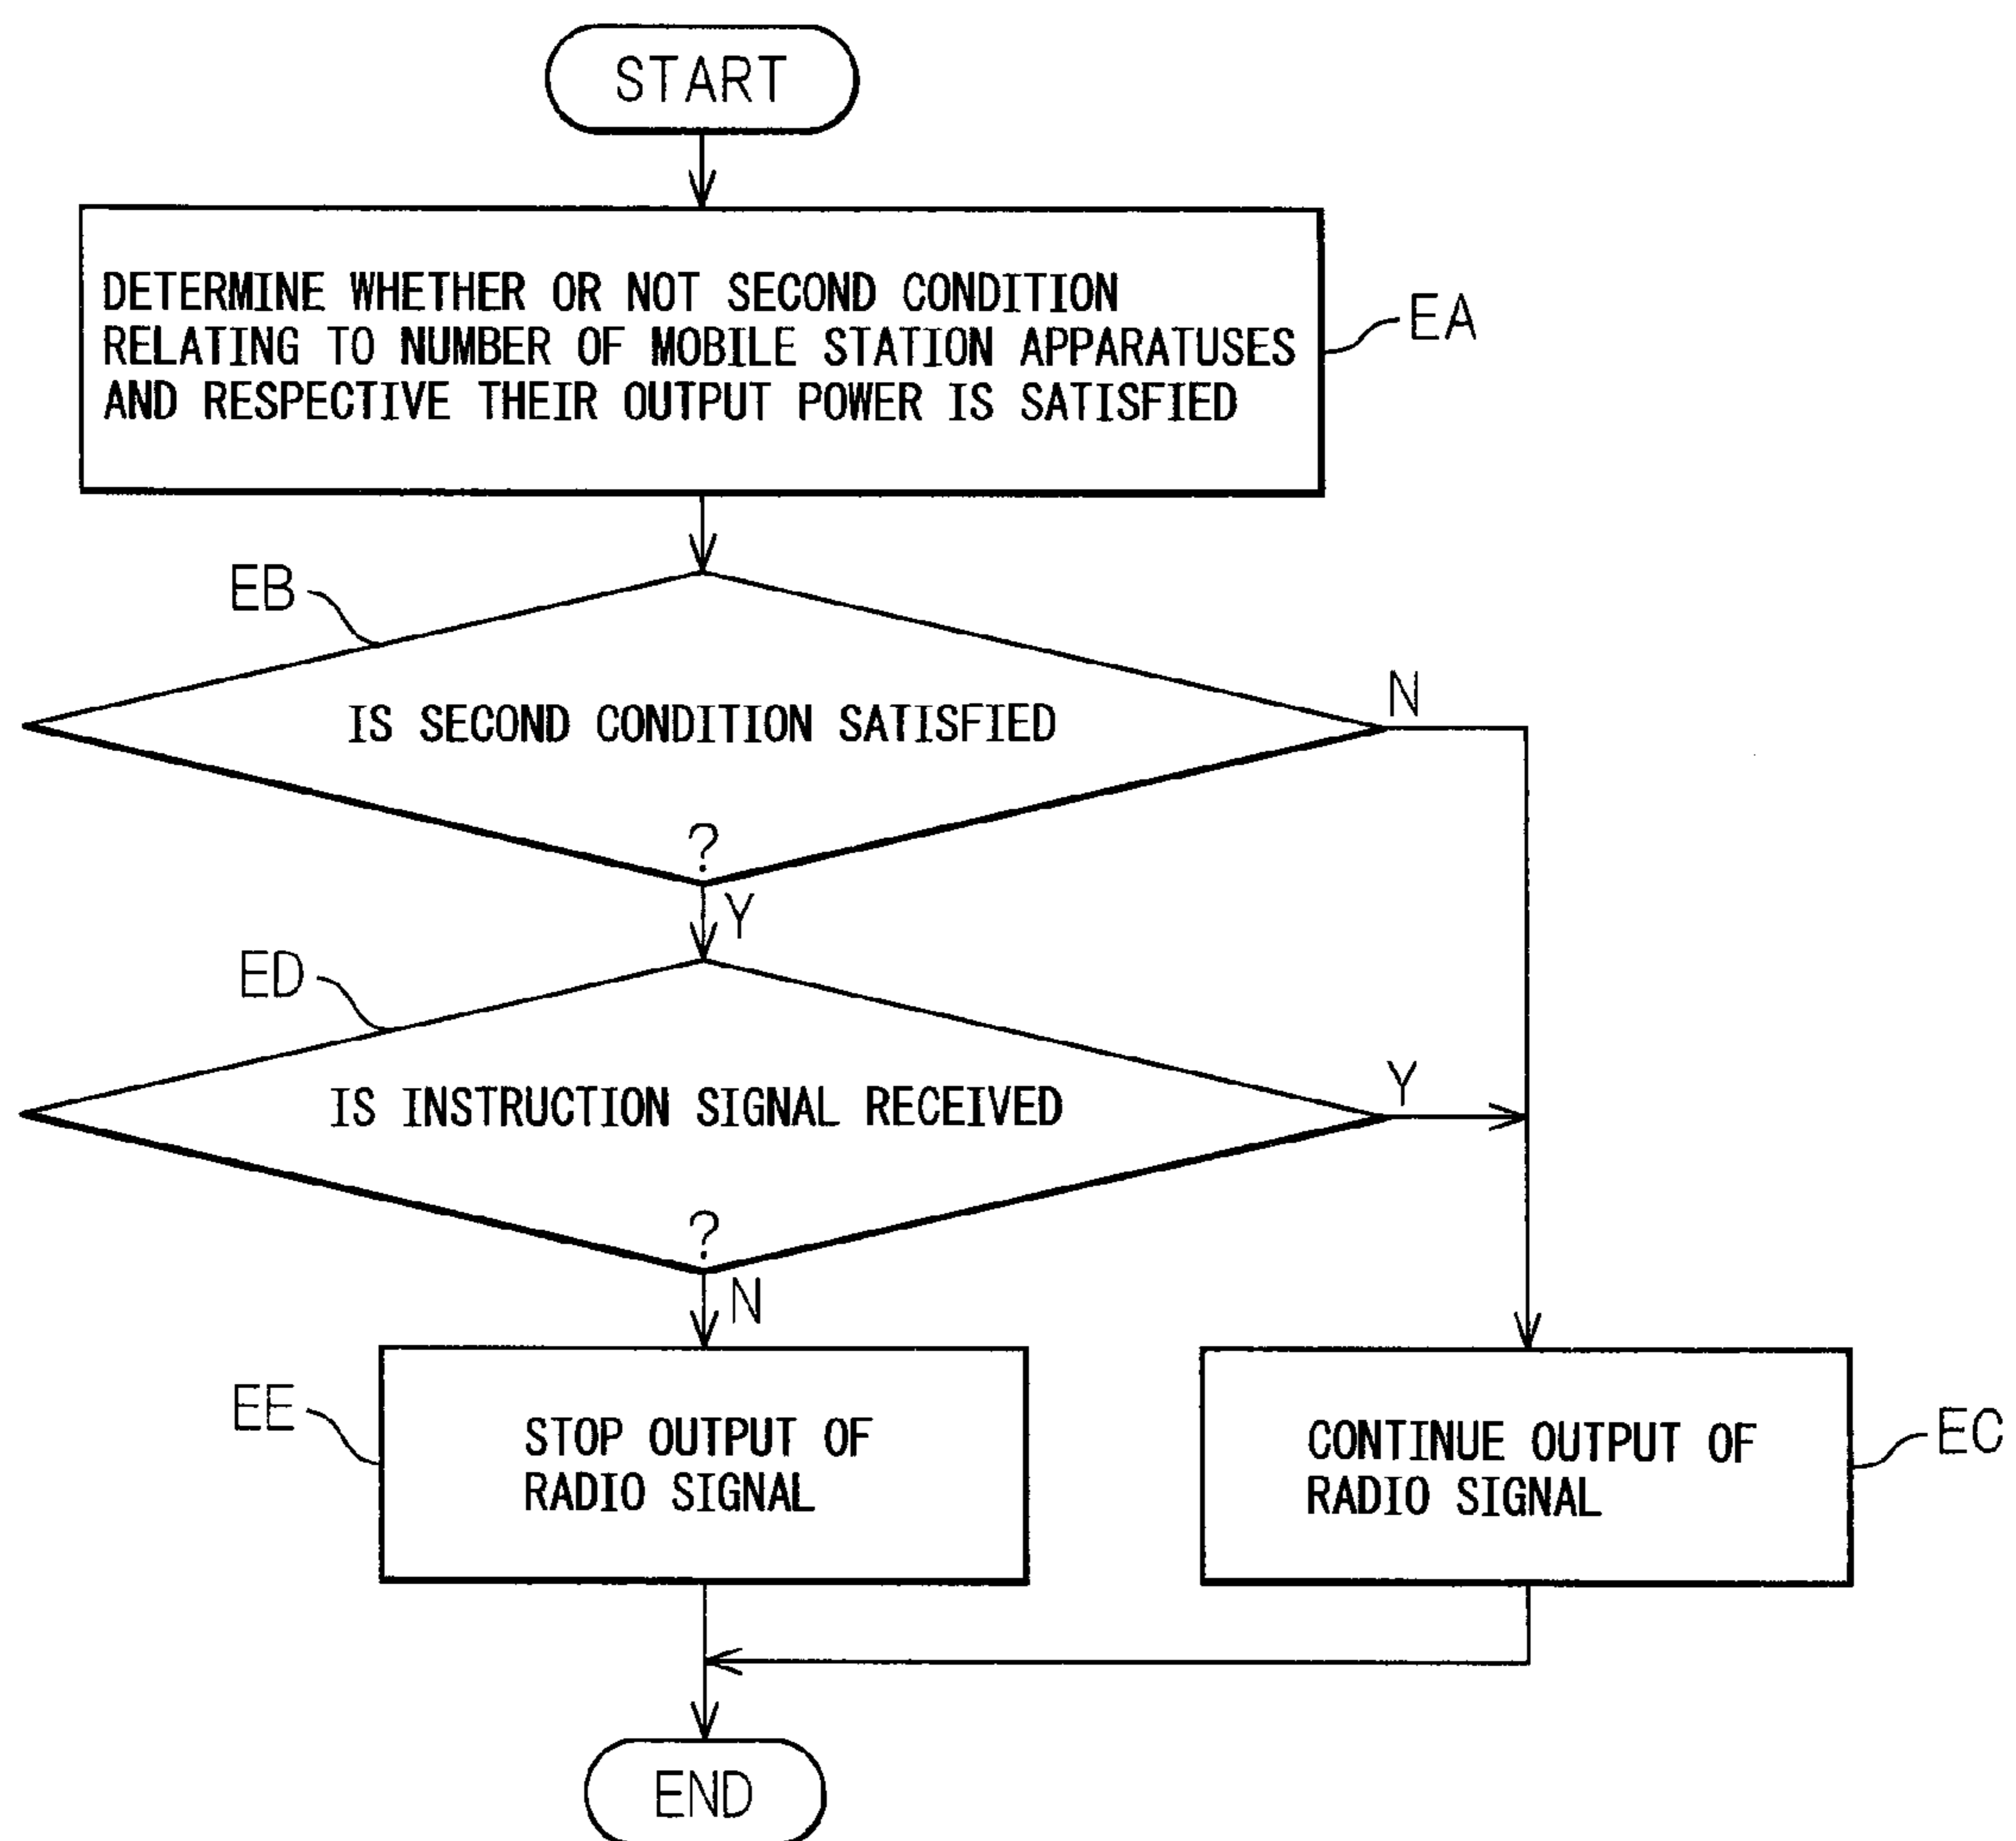 START
DETERMINE WHETHER OR NOT SECOND CONDITION
RELATING TO NUMBER OF MOBILE STATION APPARATUSES
AND RESPECTIVE THEIR OUTPUT POWER IS SATISFIED
EA
EB
IS SECOND CONDITION SATISFIED
?
N
Y
ED
IS INSTRUCTION SIGNAL RECEIVED
?
Y
N
EE
STOP OUTPUT OF
RADIO SIGNAL
CONTINUE OUTPUT OF
RADIO SIGNAL
EC
END